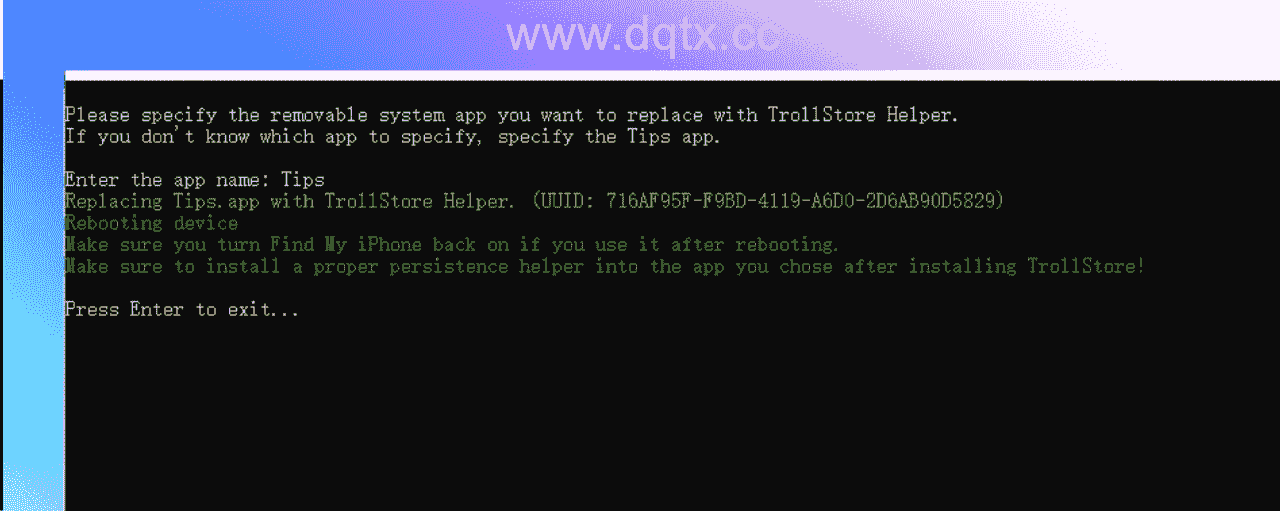 www.dqtx.cc
Please specify the removable system app you want to replace with TrollStore Helper.
If you don't know which app to specify, specify the Tips app.
Enter the app name: Tips
Replacing Tips.app with TrollStore Helper. (UUID: 716AF95F-F9BD-4119-A6D0-2D6AB90D5829)
Rebooting device
Make sure you turn Find My iPhone back on if you use it after rebooting.
Make sure to install a proper persistence helper into the app you chose after installing TrollStore!
Press Enter to exit...